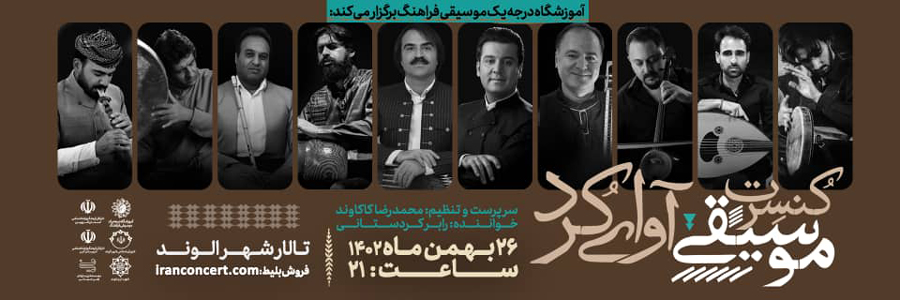 آموزشگاه درجه یک موسیقی فراهنگ برگزار می‌کند:
کنسرت
موسیقی آوای کُرد
سرپرست و تنظیم: محمدرضا کاکاوند
خواننده: رابر کردستانی
۲۶ بهمن ماه ۱۴۰۲
ساعت: ۲۱
تالار شهر الوند
فروش بلیط: iranconcert.com